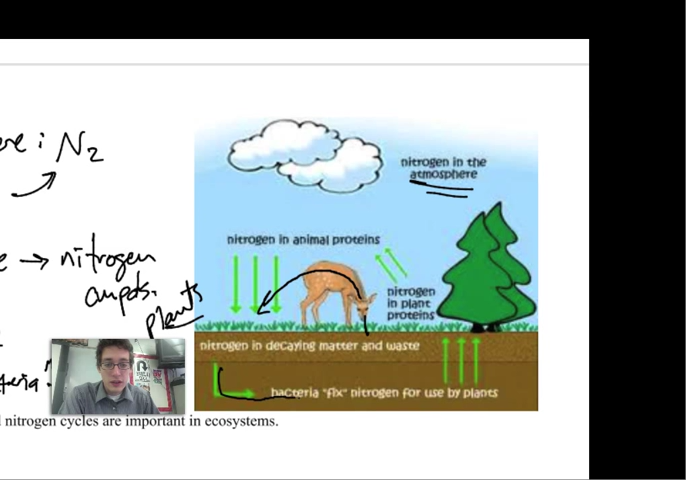 ere : N2
nitrogen in the
atmosphere
nitrogen in animal proteins
e → nitrogen
cmpds.
plants
nitrogen
in plant
proteins
nitrogen in decaying matter and waste
teria
bacteria "fix" nitrogen for use by plants
nitrogen cycles are important in ecosystems.